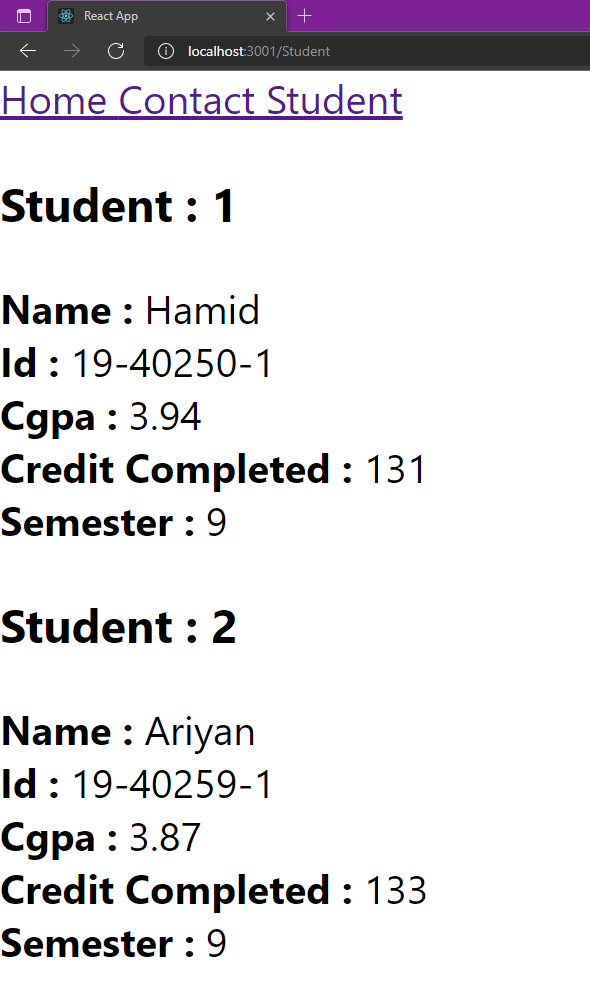 React App
localhost:3001/Student
Home Contact Student
Student : 1
Name : Hamid
Id : 19-40250-1
Cgpa : 3.94
Credit Completed : 131
Semester : 9
Student : 2
Name : Ariyan
Id : 19-40259-1
Cgpa : 3.87
Credit Completed : 133
Semester : 9